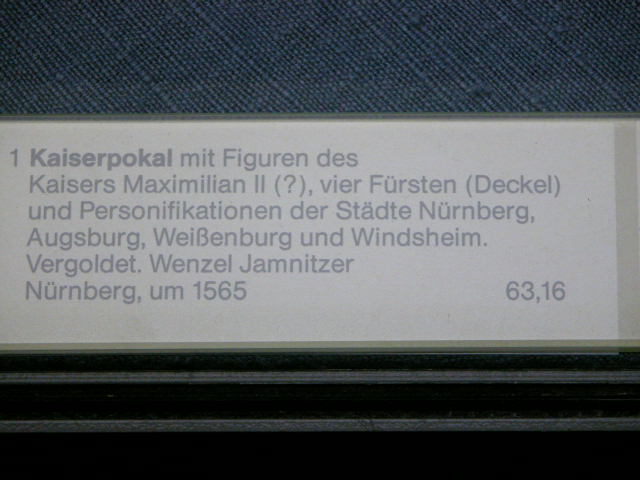 1 Kaiserpokal mit Figuren des
Kaisers Maximilian II (?), vier Fürsten (Deckel)
und Personifikationen der Städte Nürnberg,
Augsburg, Weißenburg und Windsheim.
Vergoldet. Wenzel Jamnitzer
Nürnberg, um 1565 63,16